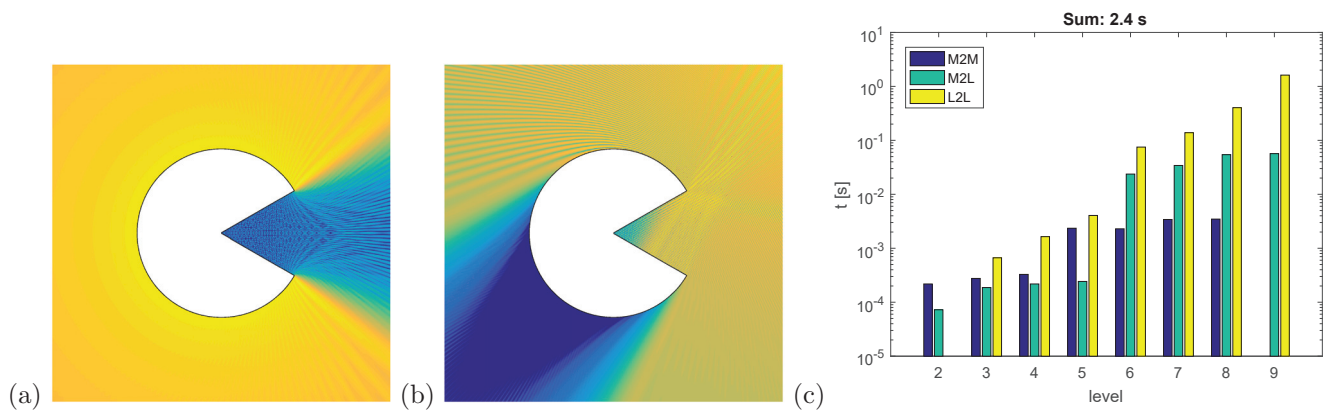 Sum: 2.4 s
10^1
M2M
M2L
L2L
10^0
10^-1
t [s]
10^-2
10^-3
10^-4
10^-5
2 3 4 5 6 7 8 9
level
(a) (b) (c)